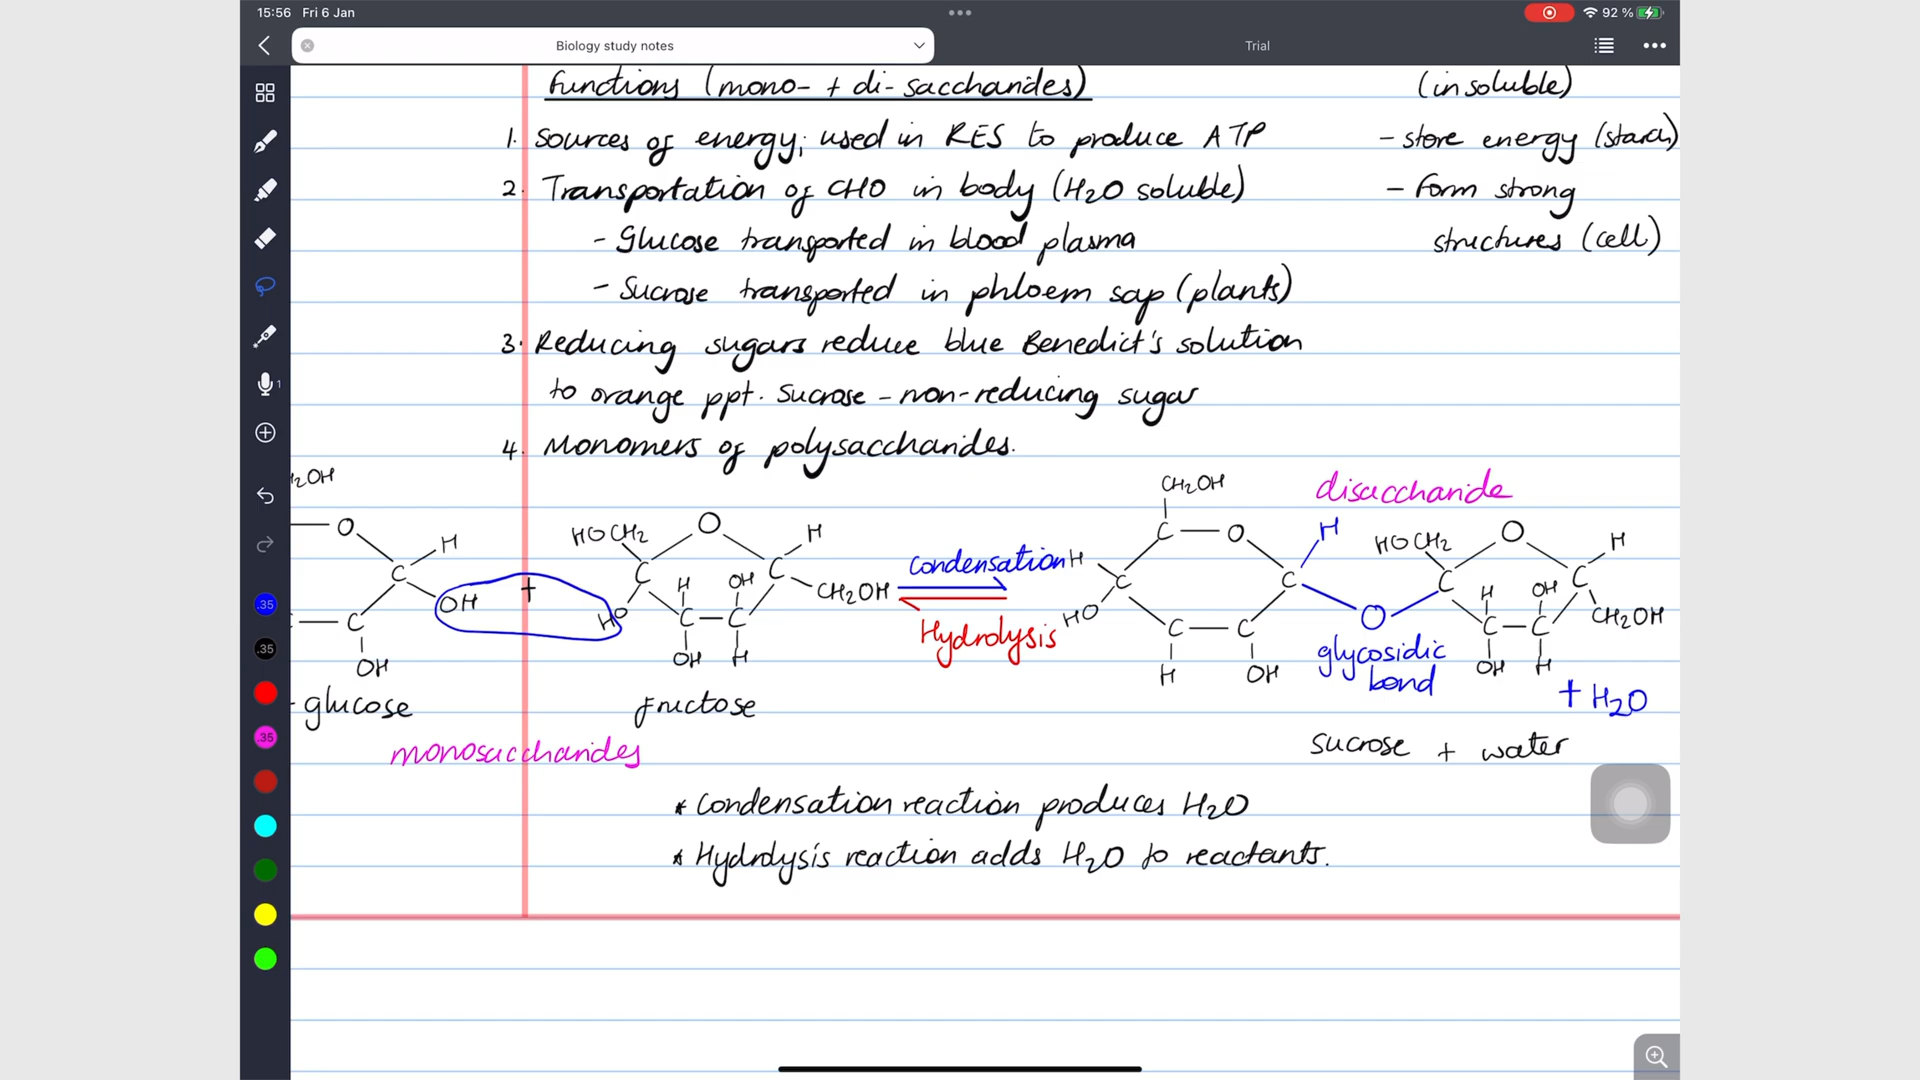 15:56 Fri 6 Jan
92 %
Biology study notes
Trial
Functions (mono- + di-saccharides)
1. Sources of energy; used in RES to produce ATP
2. Transportation of CHO in body (H₂O soluble)
- Glucose transported in blood plasma
- Sucrose transported in phloem sap (plants)
3. Reducing sugars reduce blue Benedict's solution
to orange ppt. Sucrose - non-reducing sugar
4. Monomers of polysaccharides.
(insoluble)
- store energy (starch)
- Form strong
structures (cell)
₂OH
O
H
C
OH
C
OH
- glucose
+
HOCH₂
O
H
C
H
OH
C
CH₂OH
HO
C - C
OH
H
fructose
monosaccharides
Condensation
Hydrolysis
CH₂OH
disaccharide
C - O
H
H
C
C
HO
C - C
H
OH
O
glycosidic
bond
HOCH₂
O
H
C
H
OH
C
C - C
CH₂OH
OH
H
+ H₂O
Sucrose + water
* Condensation reaction produces H₂O
* Hydrolysis reaction adds H₂O to reactants.
1
.35
.35
.35